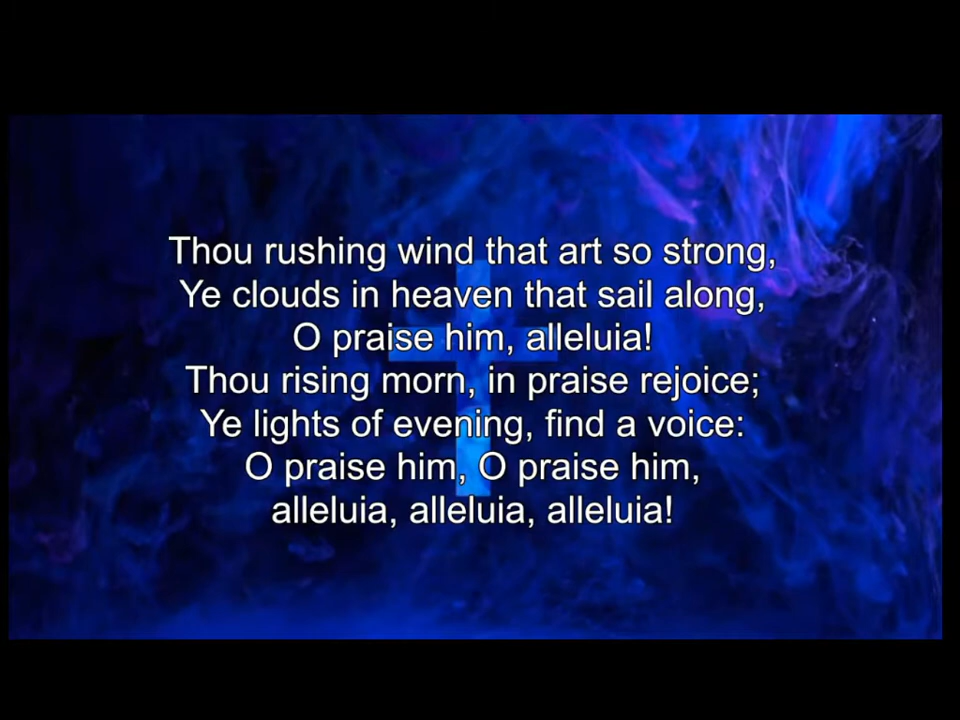 Thou rushing wind that art so strong,
Ye clouds in heaven that sail along,
O praise him, alleluia!
Thou rising morn, in praise rejoice;
Ye lights of evening, find a voice:
O praise him, O praise him,
alleluia, alleluia, alleluia!